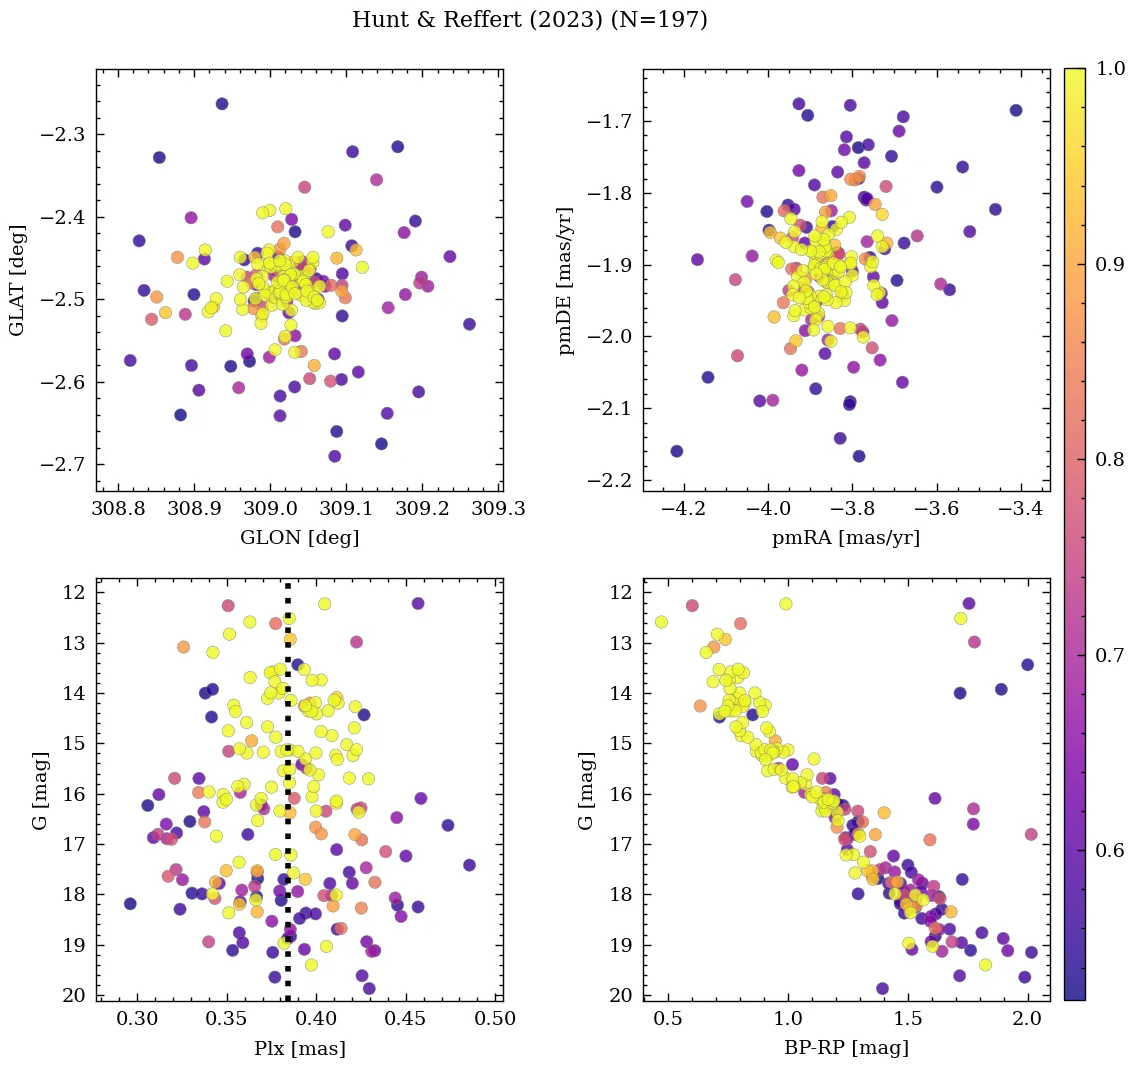 Hunt & Reffert (2023) (N=197)
−2.3
−2.4
−2.5
−2.6
−2.7
GLAT [deg]
308.8 308.9 309.0 309.1 309.2 309.3
GLON [deg]
−1.7
−1.8
−1.9
−2.0
−2.1
−2.2
pmDE [mas/yr]
−4.2 −4.0 −3.8 −3.6 −3.4
pmRA [mas/yr]
12
13
14
15
16
17
18
19
20
G [mag]
0.30 0.35 0.40 0.45 0.50
Plx [mas]
12
13
14
15
16
17
18
19
20
G [mag]
0.5 1.0 1.5 2.0
BP-RP [mag]
1.0
0.9
0.8
0.7
0.6